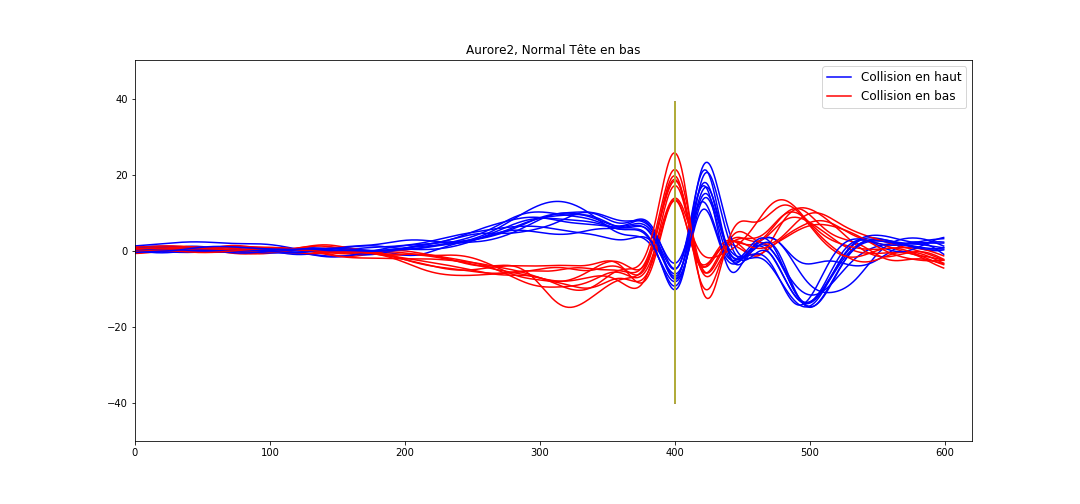 Aurore2, Normal Tête en bas
Collision en haut
Collision en bas
40
20
0
−20
−40
0 100 200 300 400 500 600